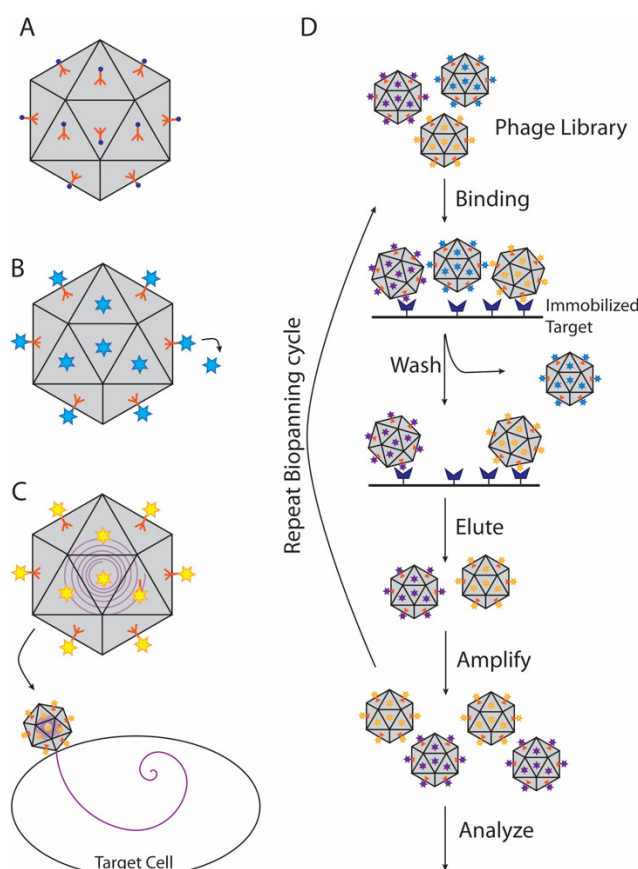 A
B
C
Target Cell
D
Phage Library
Binding
Immobilized
Target
Wash
Elute
Amplify
Analyze
Repeat Biopanning cycle